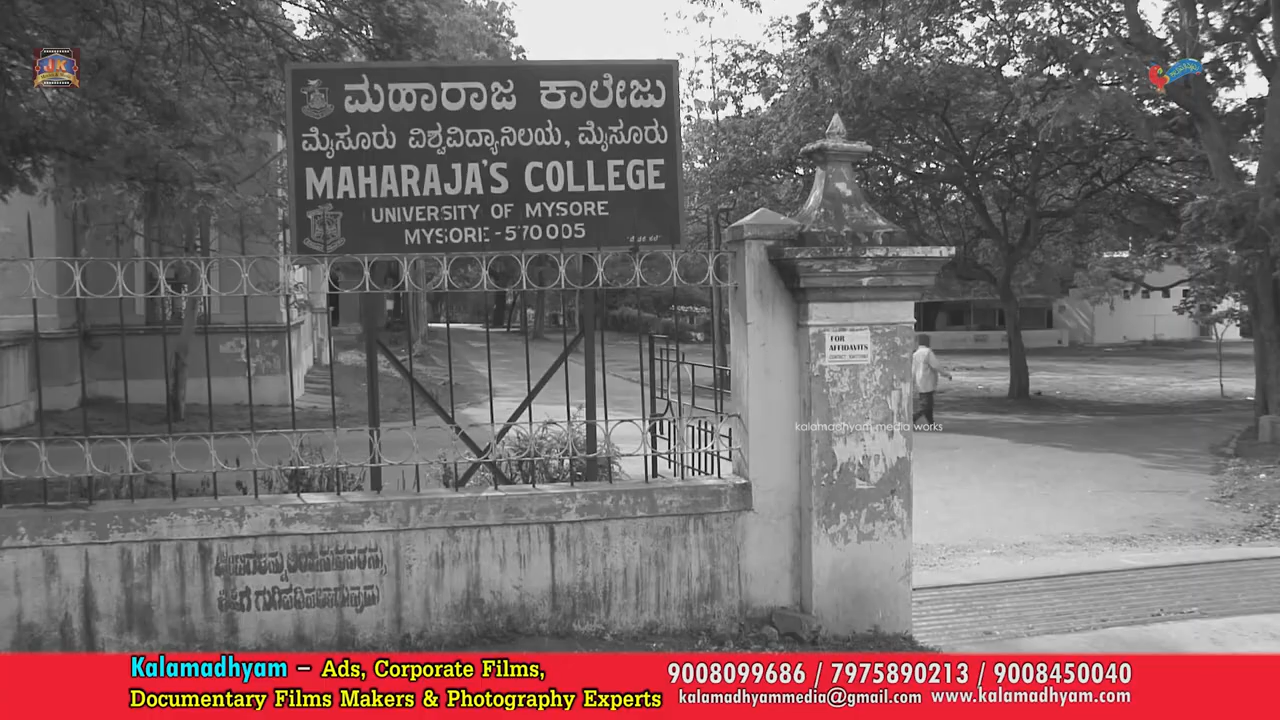 ಮಹಾರಾಜ ಕಾಲೇಜು
ಮೈಸೂರು ವಿಶ್ವವಿದ್ಯಾನಿಲಯ, ಮೈಸೂರು
MAHARAJA'S COLLEGE
UNIVERSITY OF MYSORE
MYSORE-570005
FOR
AFFIDAVITS
kalamadhyam media works
Kalamadhyam – Ads, Corporate Films,
Documentary Films Makers & Photography Experts
9008099686 / 7975890213 / 9008450040
kalamadhyammedia@gmail.com www.kalamadhyam.com